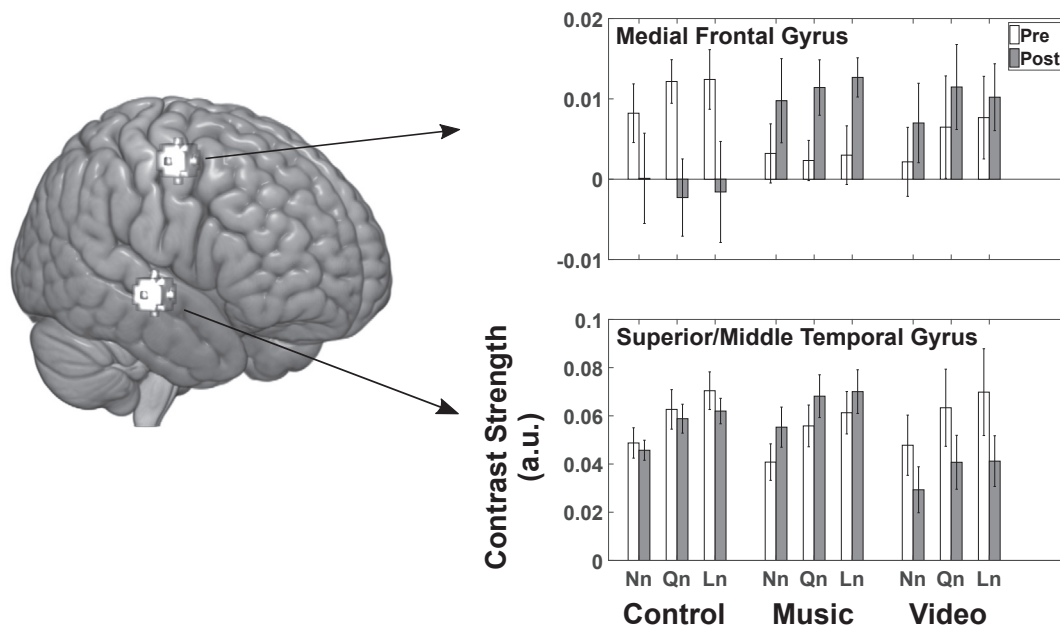 0.02
Medial Frontal Gyrus
Pre
Post
0.01
0
-0.01
0.1
Superior/Middle Temporal Gyrus
0.08
0.06
0.04
0.02
0
Contrast Strength
(a.u.)
Nn Qn Ln Nn Qn Ln Nn Qn Ln
Control Music Video